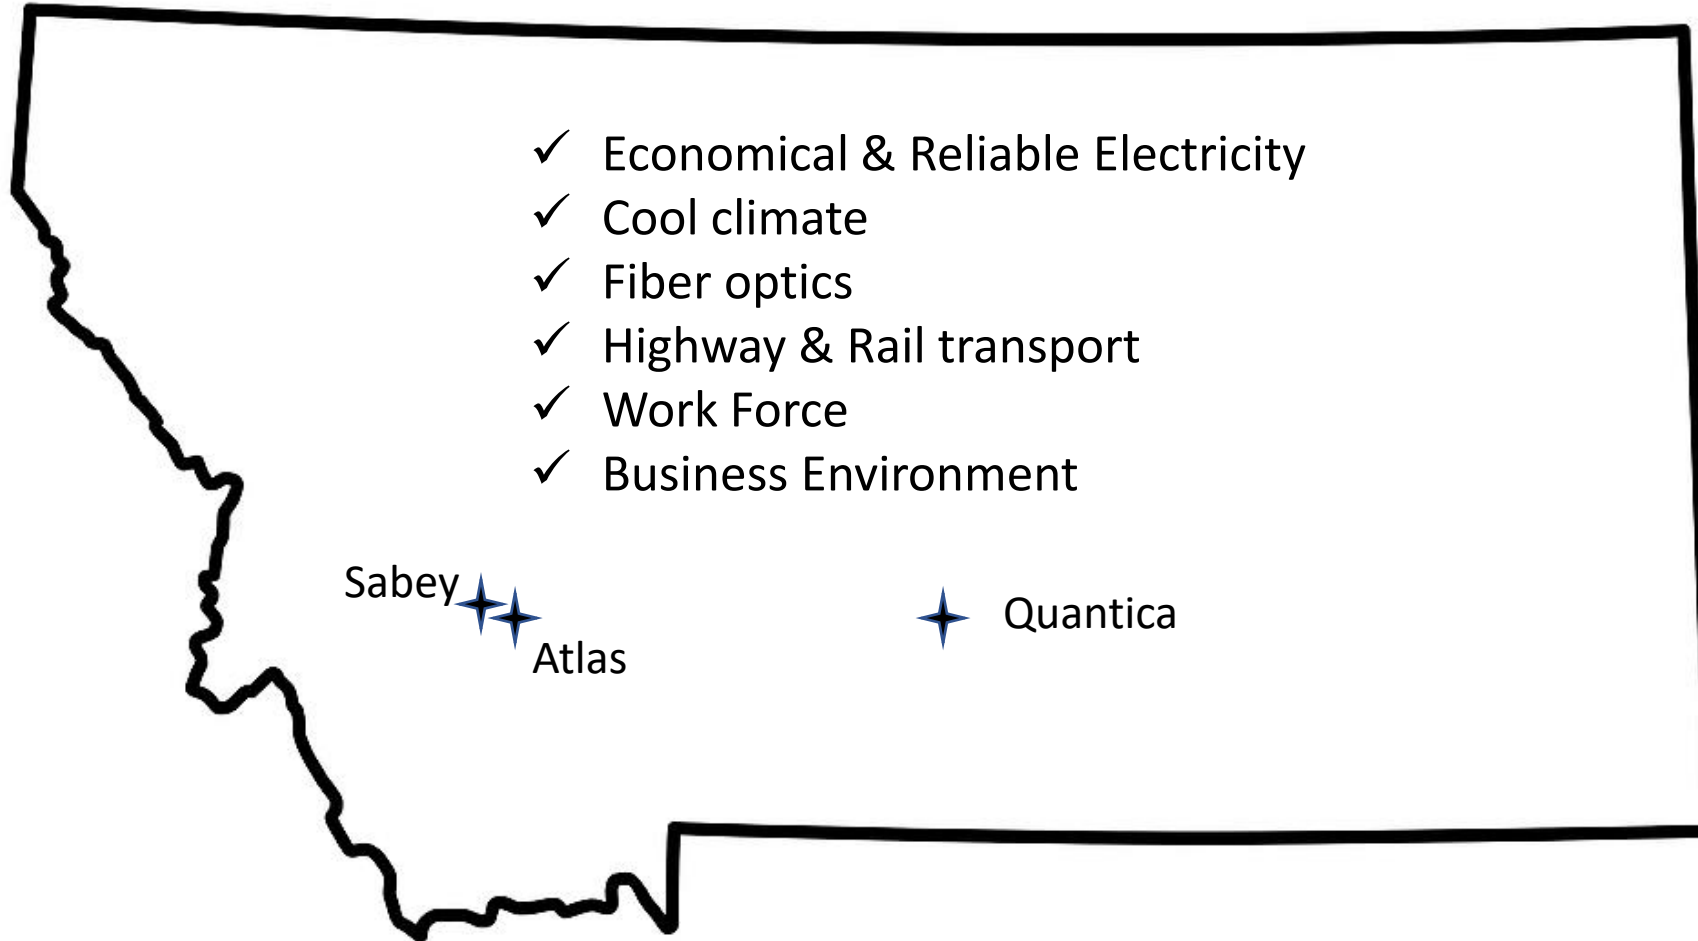 ✓ Economical & Reliable Electricity
✓ Cool climate
✓ Fiber optics
✓ Highway & Rail transport
✓ Work Force
✓ Business Environment
Sabey
Atlas
Quantica